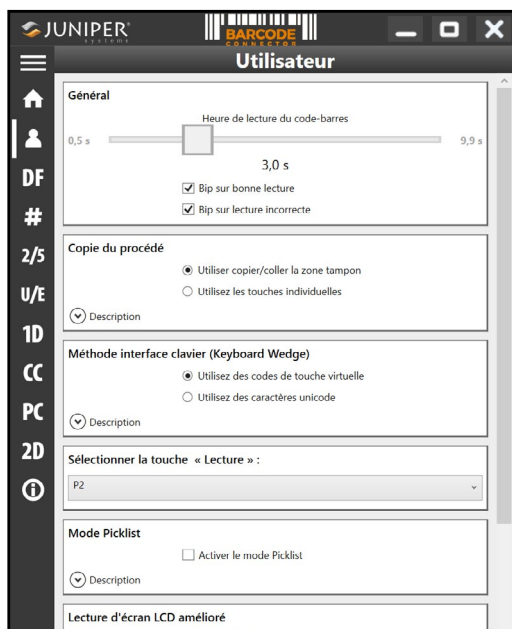 JUNIPER®
systems
BARCODE
CONNECTOR
Utilisateur
Général
Heure de lecture du code-barres
0,5 s
9,9 s
3,0 s
Bip sur bonne lecture
Bip sur lecture incorrecte
DF
#
2/5
U/E
1D
CC
PC
2D
Copie du procédé
Utiliser copier/coller la zone tampon
Utilisez les touches individuelles
Description
Méthode interface clavier (Keyboard Wedge)
Utilisez des codes de touche virtuelle
Utilisez des caractères unicode
Description
Sélectionner la touche « Lecture » :
P2
Mode Picklist
Activer le mode Picklist
Description
Lecture d'écran LCD amélioré